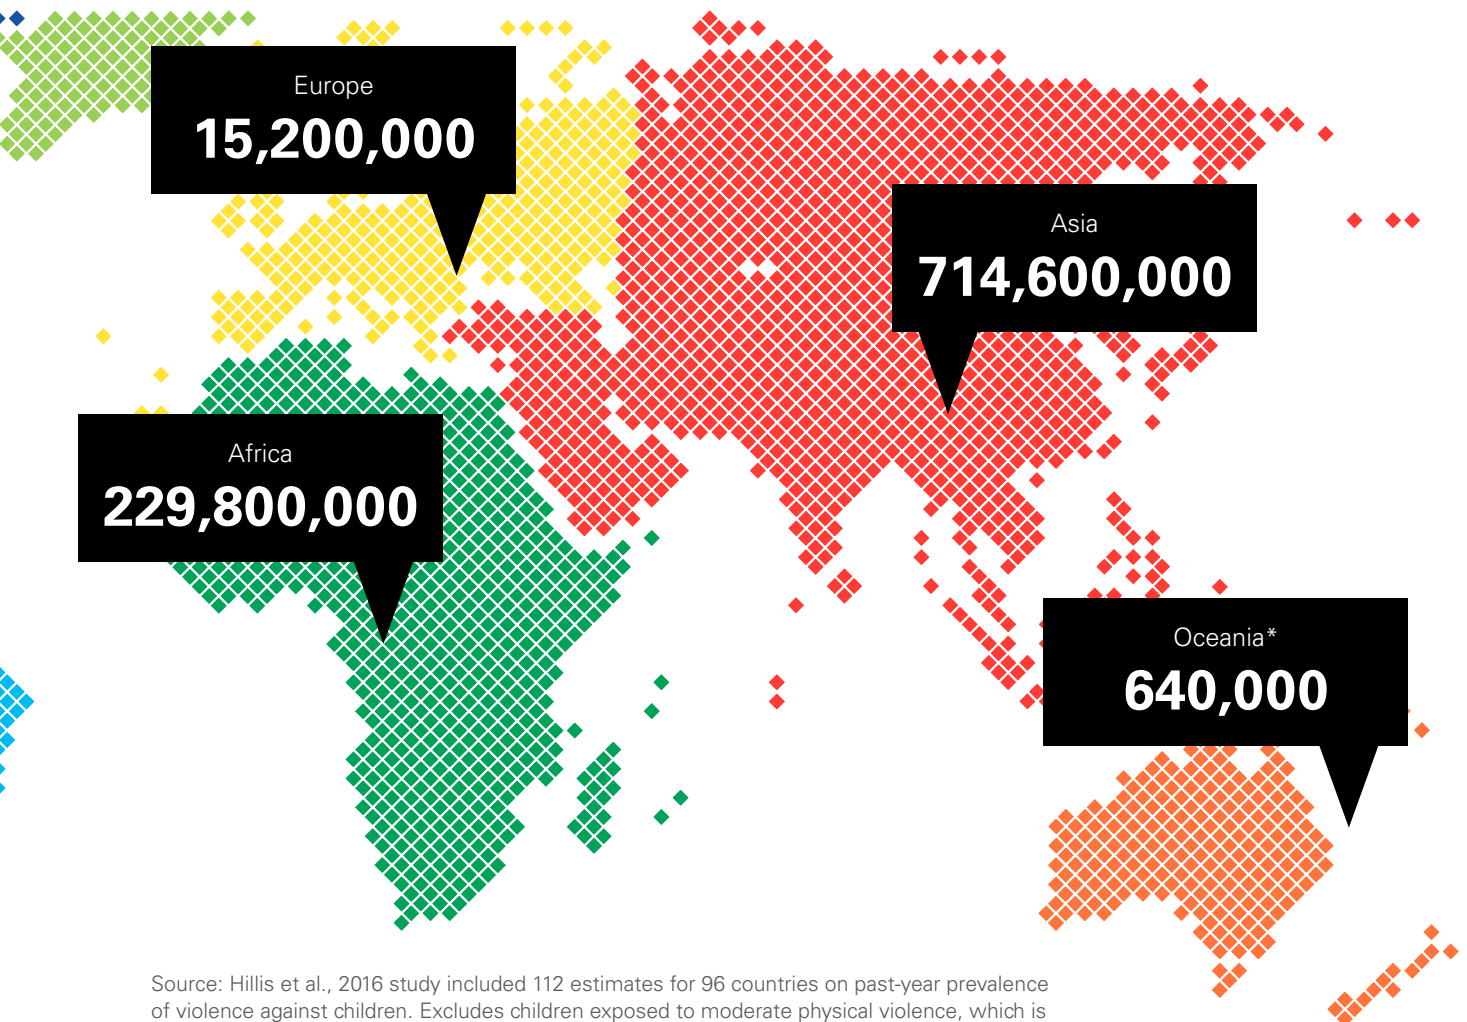 Europe
15,200,000
Asia
714,600,000
Africa
229,800,000
Oceania*
640,000
Source: Hillis et al., 2016 study included 112 estimates for 96 countries on past-year prevalence
of violence against children. Excludes children exposed to moderate physical violence, which is